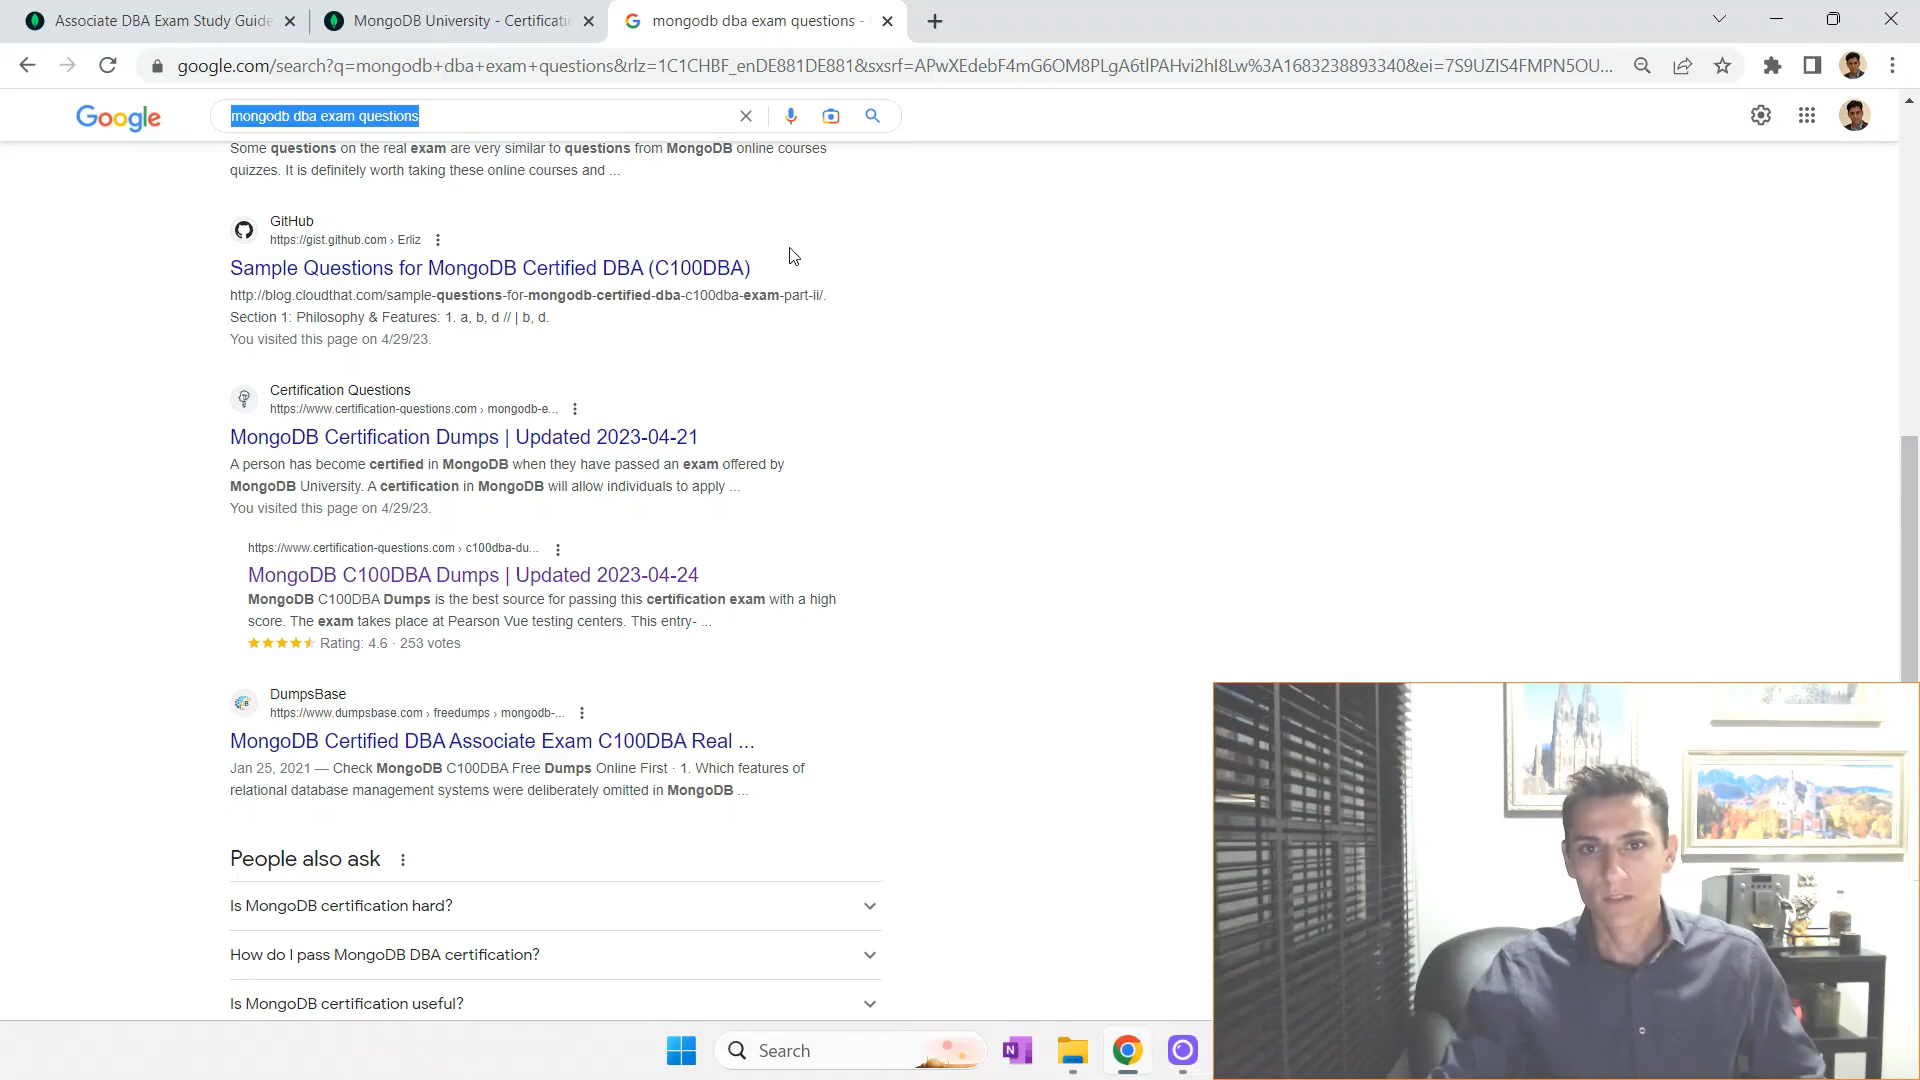 Associate DBA Exam Study Guide
MongoDB University - Certificati
mongodb dba exam questions -
google.com/search?q=mongodb+dba+exam+questions&rlz=1C1CHBF_enDE881DE881&sxsrf=APwXEdebF4mG6OM8PLgA6tlPAHvi2hI8Lw%3A1683238893340&ei=7S9UZIS4FMPN5OU...
Google
mongodb dba exam questions
Some questions on the real exam are very similar to questions from MongoDB online courses
quizzes. It is definitely worth taking these online courses and ...
GitHub
https://gist.github.com › Erliz
Sample Questions for MongoDB Certified DBA (C100DBA)
http://blog.cloudthat.com/sample-questions-for-mongodb-certified-dba-c100dba-exam-part-ii/.
Section 1: Philosophy & Features: 1. a, b, d // | b, d.
You visited this page on 4/29/23.
Certification Questions
https://www.certification-questions.com › mongodb-e...
MongoDB Certification Dumps | Updated 2023-04-21
A person has become certified in MongoDB when they have passed an exam offered by
MongoDB University. A certification in MongoDB will allow individuals to apply ...
You visited this page on 4/29/23.
https://www.certification-questions.com › c100dba-du...
MongoDB C100DBA Dumps | Updated 2023-04-24
MongoDB C100DBA Dumps is the best source for passing this certification exam with a high
score. The exam takes place at Pearson Vue testing centers. This entry- ...
Rating: 4.6 · 253 votes
DumpsBase
https://www.dumpsbase.com › freedumps › mongodb-...
MongoDB Certified DBA Associate Exam C100DBA Real ...
Jan 25, 2021 — Check MongoDB C100DBA Free Dumps Online First · 1. Which features of
relational database management systems were deliberately omitted in MongoDB ...
People also ask
Is MongoDB certification hard?
How do I pass MongoDB DBA certification?
Is MongoDB certification useful?
Search